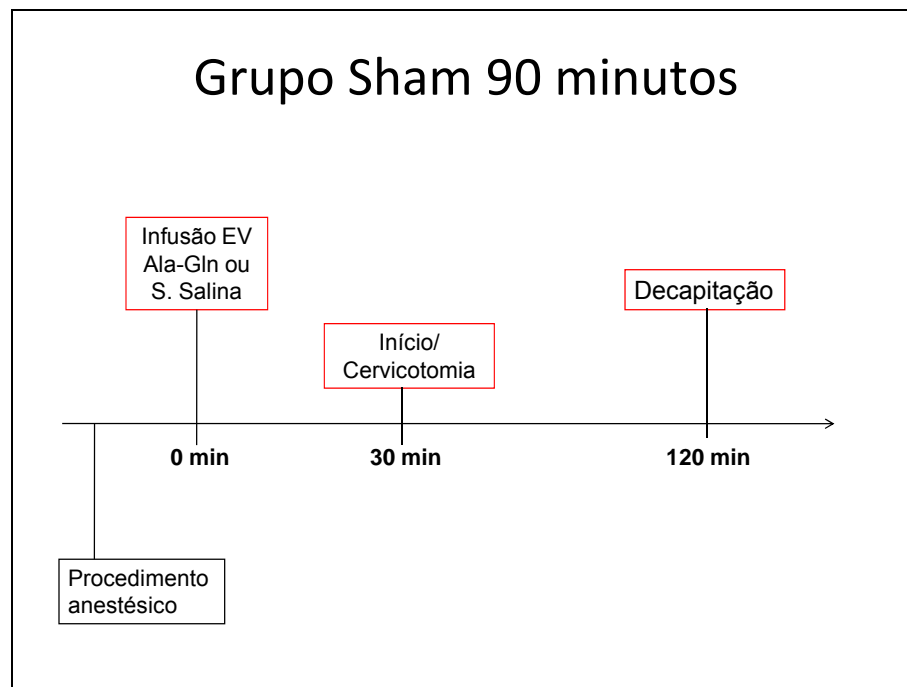 Grupo Sham 90 minutos
Infusão EV
Ala-Gln ou
S. Salina
Decapitação
Início/
Cervicotomia
0 min
30 min
120 min
Procedimento
anestésico